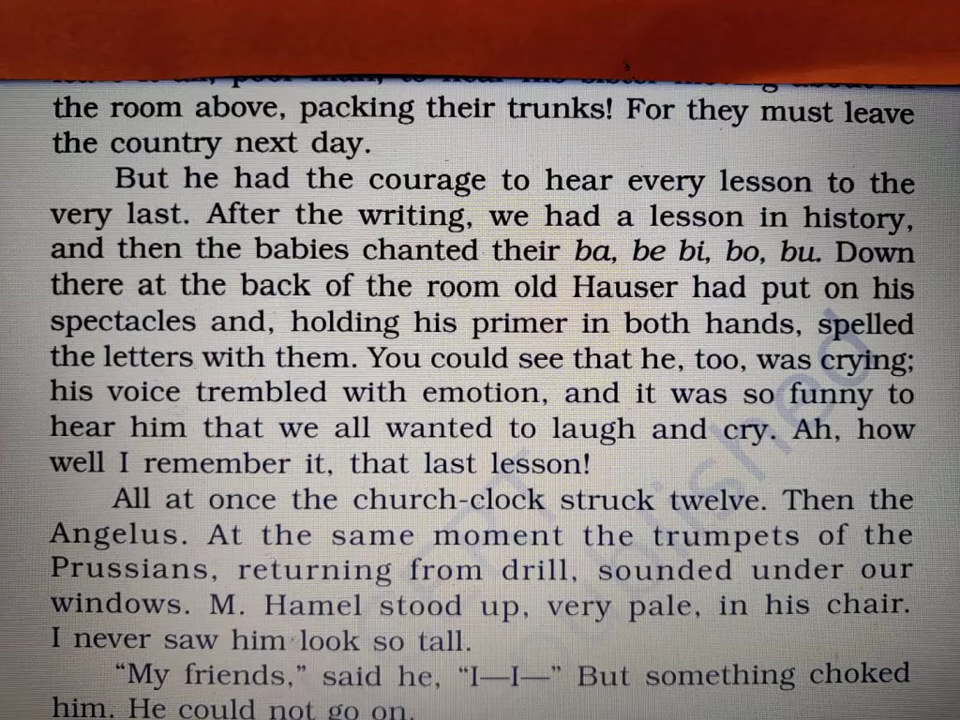 the room above, packing their trunks! For they must leave
the country next day.
But he had the courage to hear every lesson to the
very last. After the writing, we had a lesson in history,
and then the babies chanted their ba, be bi, bo, bu. Down
there at the back of the room old Hauser had put on his
spectacles and, holding his primer in both hands, spelled
the letters with them. You could see that he, too, was crying;
his voice trembled with emotion, and it was so funny to
hear him that we all wanted to laugh and cry. Ah, how
well I remember it, that last lesson!
All at once the church-clock struck twelve. Then the
Angelus. At the same moment the trumpets of the
Prussians, returning from drill, sounded under our
windows. M. Hamel stood up, very pale, in his chair.
I never saw him look so tall.
“My friends,” said he, “I—I—” But something choked
him. He could not go on.